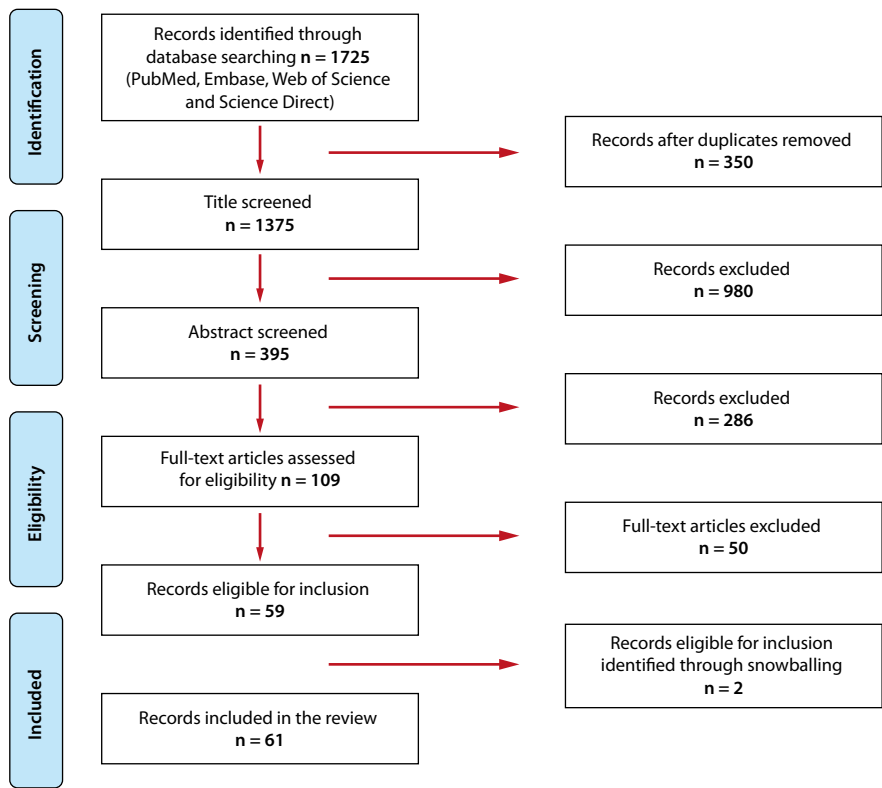 Identification
Records identified through
database searching n = 1725
(PubMed, Embase, Web of Science
and Science Direct)
Records after duplicates removed
n = 350
Title screened
n = 1375
Screening
Records excluded
n = 980
Abstract screened
n = 395
Records excluded
n = 286
Eligibility
Full-text articles assessed
for eligibility n = 109
Full-text articles excluded
n = 50
Records eligible for inclusion
n = 59
Included
Records eligible for inclusion
identified through snowballing
n = 2
Records included in the review
n = 61